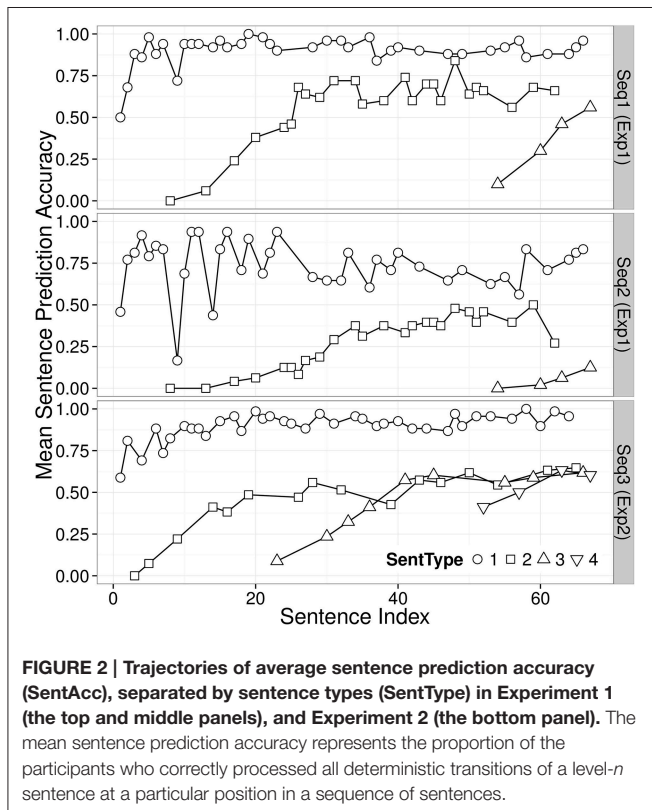 1.00
0.75
0.50
0.25
0.00
Seq1 (Exp1)
1.00
0.75
0.50
0.25
0.00
Seq2 (Exp1)
1.00
0.75
0.50
0.25
0.00
Seq3 (Exp2)
Mean Sentence Prediction Accuracy
SentType 1 2 3 4
0 20 40 60
Sentence Index
FIGURE 2 | Trajectories of average sentence prediction accuracy
(SentAcc), separated by sentence types (SentType) in Experiment 1
(the top and middle panels), and Experiment 2 (the bottom panel). The
mean sentence prediction accuracy represents the proportion of the
participants who correctly processed all deterministic transitions of a level-n
sentence at a particular position in a sequence of sentences.